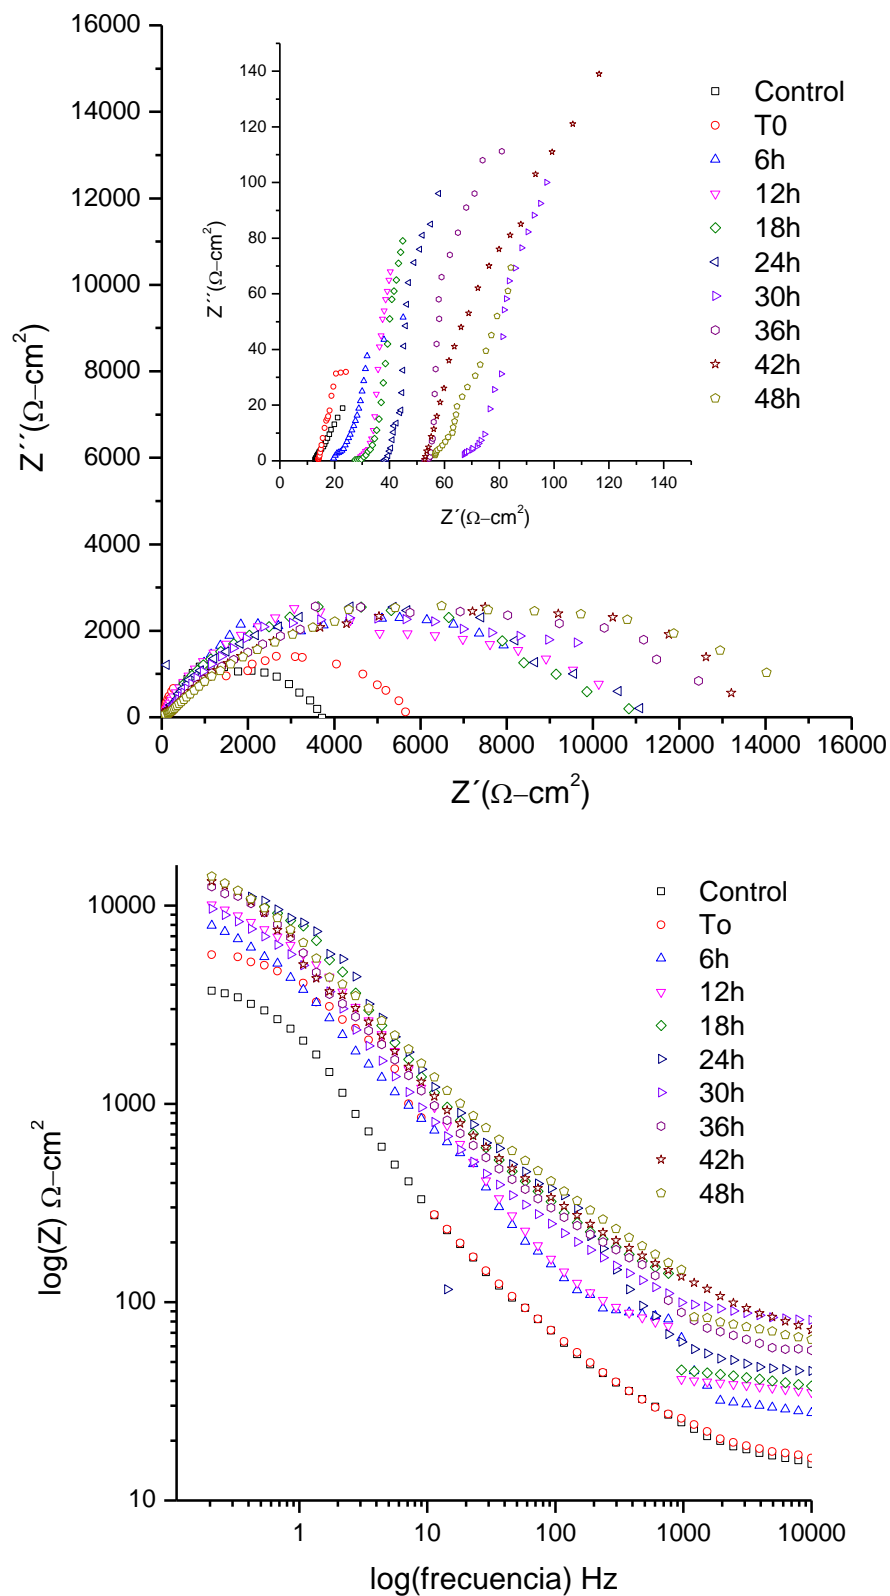 16000
14000
12000
10000
8000
6000
4000
2000
0
Z´´(Ω–cm²)
0
2000
4000
6000
8000
10000
12000
14000
16000
Z´(Ω–cm²)
140
120
100
80
60
40
20
0
Z´´(Ω–cm²)
0
20
40
60
80
100
120
140
Z´(Ω–cm²)
Control
T0
6h
12h
18h
24h
30h
36h
42h
48h
10000
1000
100
10
log(Z) Ω–cm²
1
10
100
1000
10000
log(frecuencia) Hz
Control
To
6h
12h
18h
24h
30h
36h
42h
48h